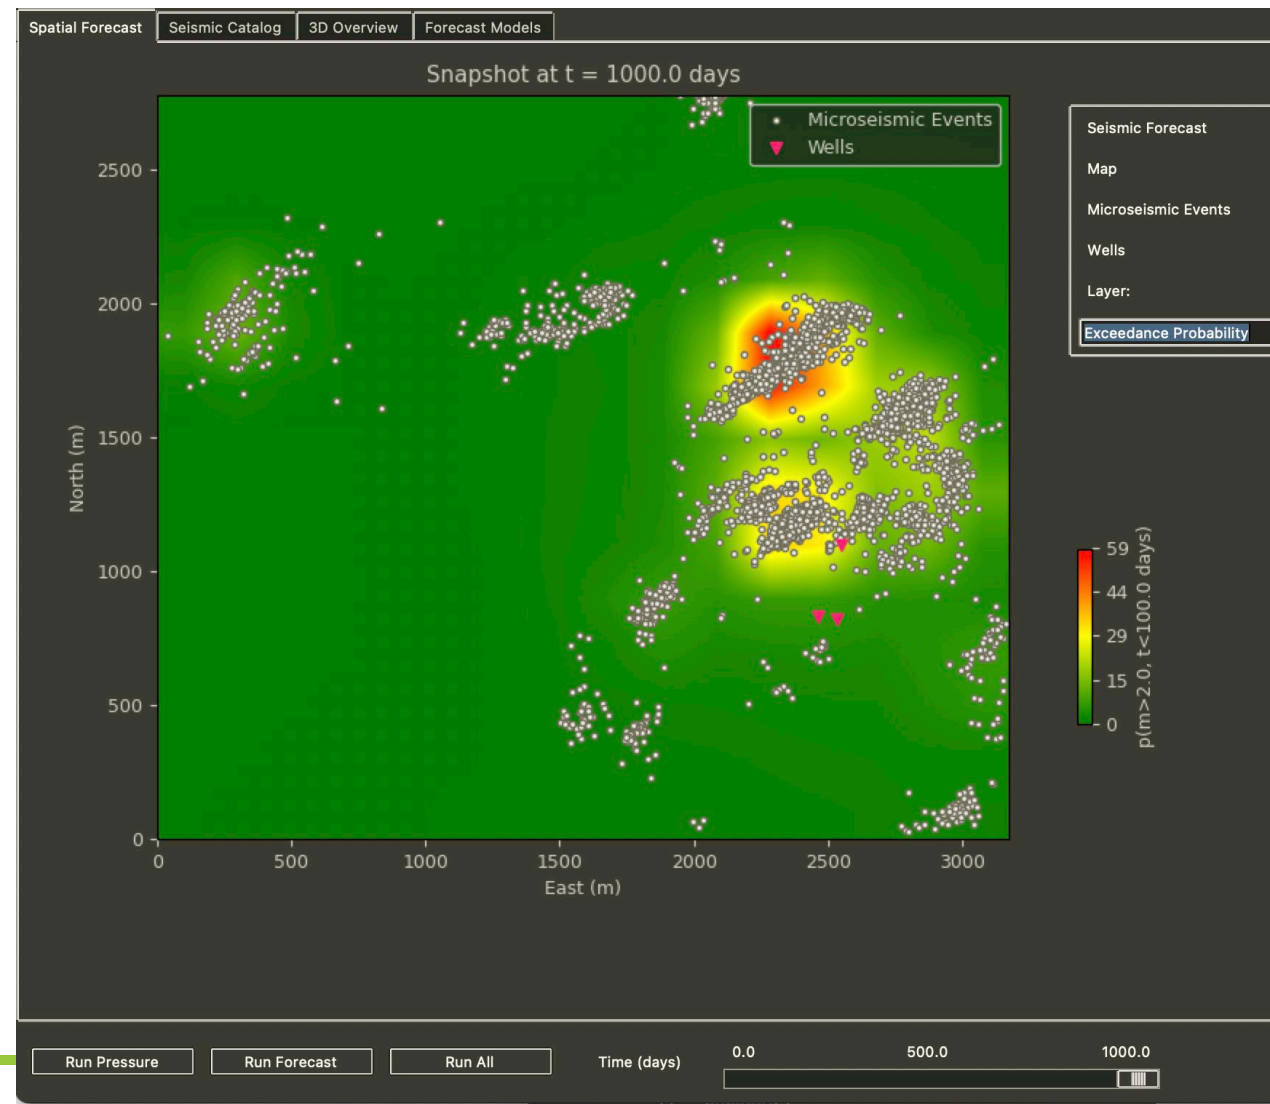 Spatial Forecast
Seismic Catalog
3D Overview
Forecast Models
Snapshot at t = 1000.0 days
Microseismic Events
Wells
2500
2000
1500
1000
500
0
North (m)
0
500
1000
1500
2000
2500
3000
East (m)
Seismic Forecast
Map
Microseismic Events
Wells
Layer:
Exceedance Probability
59
44
29
15
0
p(m>2.0, t<100.0 days)
Run Pressure
Run Forecast
Run All
Time (days)
0.0
500.0
1000.0